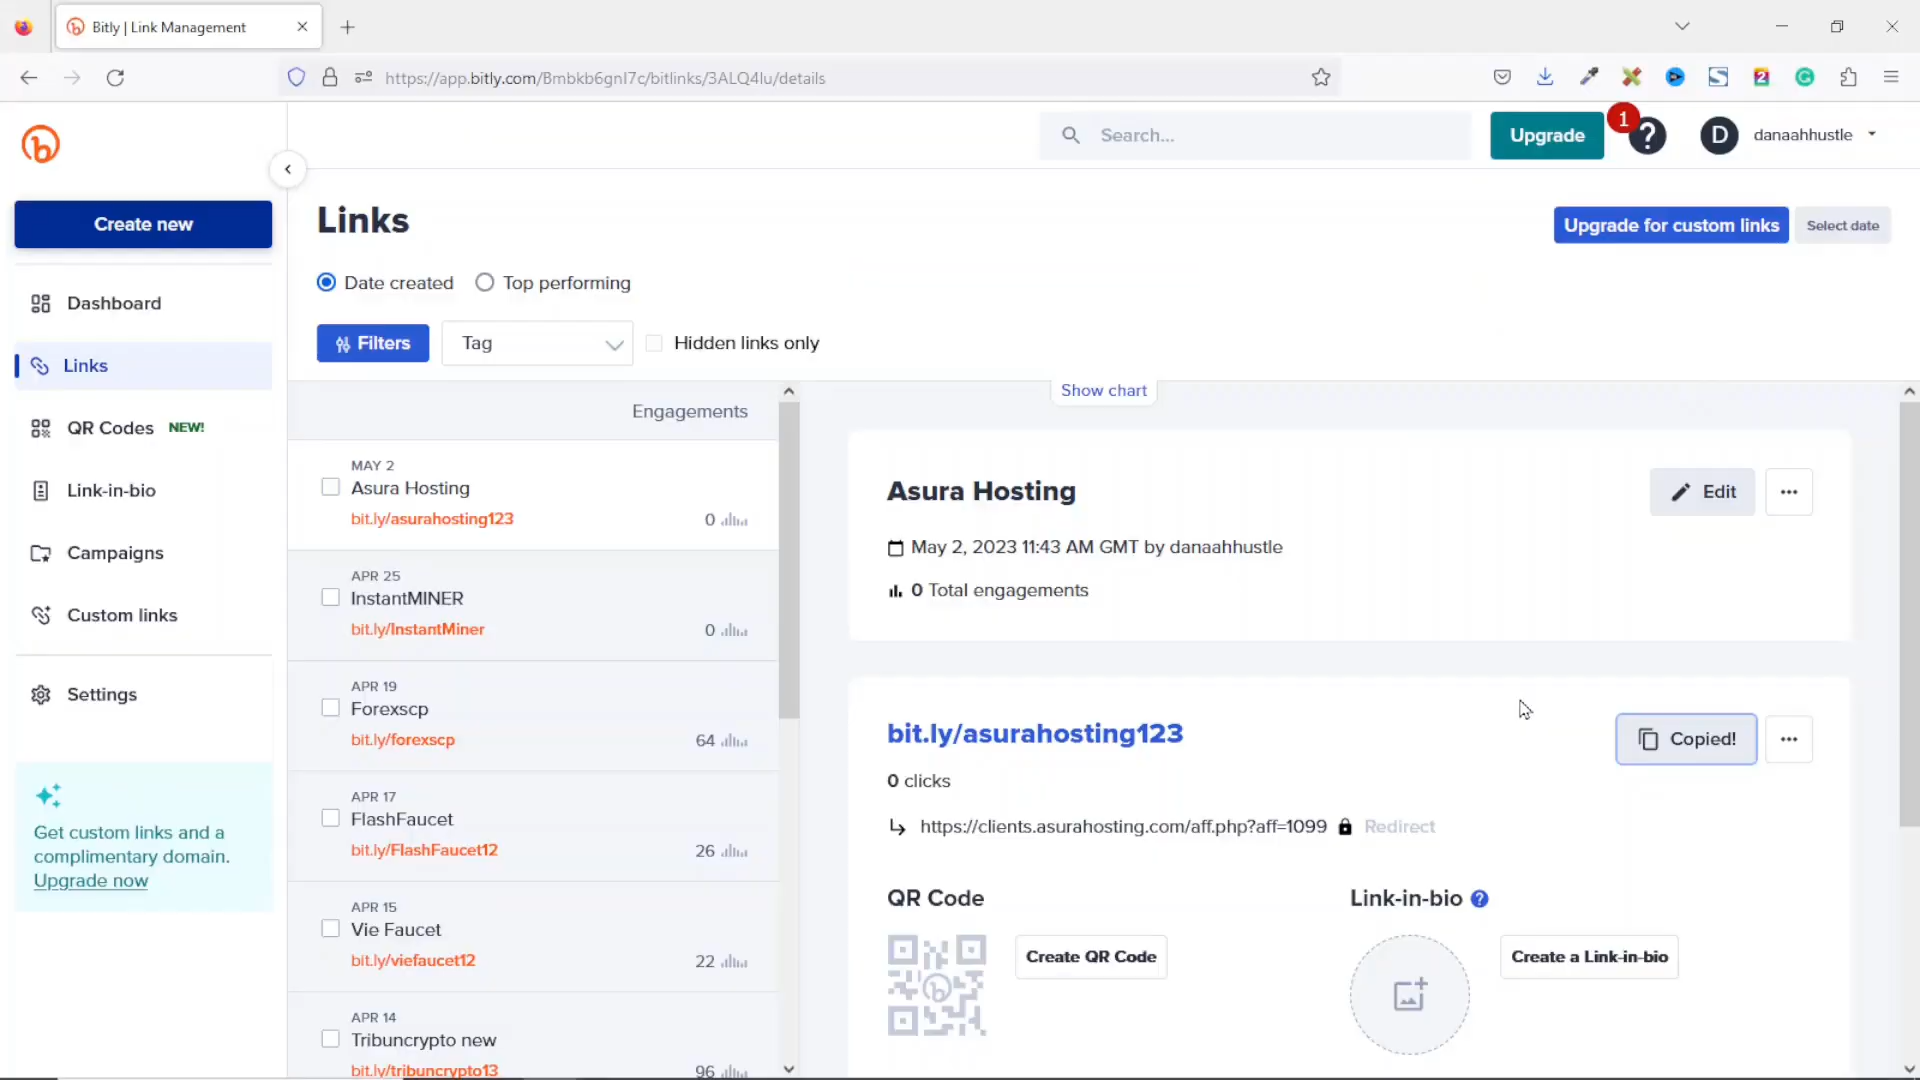 Bitly | Link Management
https://app.bitly.com/Bmbkb6gnI7c/bitlinks/3ALQ4lu/details
Search...
Upgrade
1
?
D
danaahhustle
Create new
Dashboard
Links
QR Codes NEW!
Link-in-bio
Campaigns
Custom links
Settings
Get custom links and a
complimentary domain.
Upgrade now
Links
Upgrade for custom links
Select date
Date created
Top performing
Filters
Tag
Hidden links only
Engagements
MAY 2
Asura Hosting
bit.ly/asurahosting123
0
APR 25
InstantMINER
bit.ly/InstantMiner
0
APR 19
Forexscp
bit.ly/forexscp
64
APR 17
FlashFaucet
bit.ly/FlashFaucet12
26
APR 15
Vie Faucet
bit.ly/viefaucet12
22
APR 14
Tribuncrypto new
bit.ly/tribuncrypto13
96
Show chart
Asura Hosting
Edit
May 2, 2023 11:43 AM GMT by danaahhustle
0 Total engagements
bit.ly/asurahosting123
Copied!
0 clicks
https://clients.asurahosting.com/aff.php?aff=1099 Redirect
QR Code
Create QR Code
Link-in-bio ?
Create a Link-in-bio